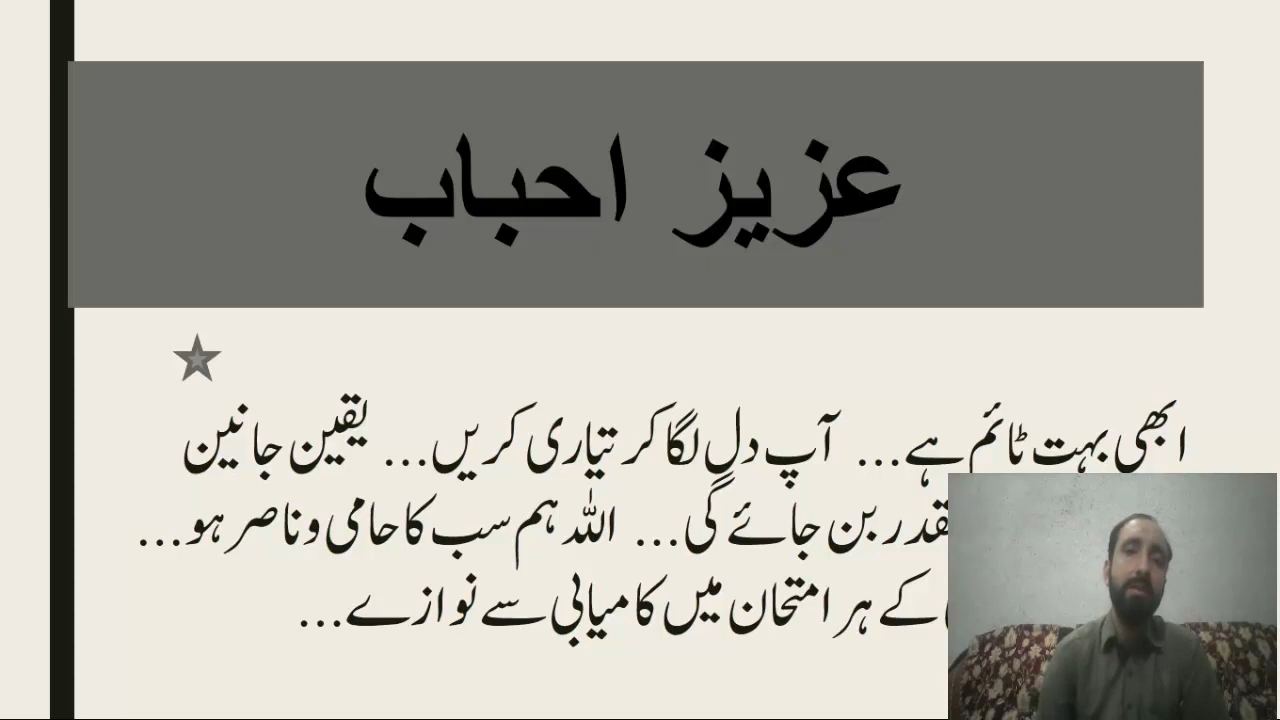 عزیز احباب
ابھی بہت ٹائم ہے... آپ دل لگا کر تیاری کریں... یقین جانیں
بن جائے گی... اللہ ہم سب کا حامی و ناصر ہو...
کے ہر امتحان میں کامیابی سے نوازے...